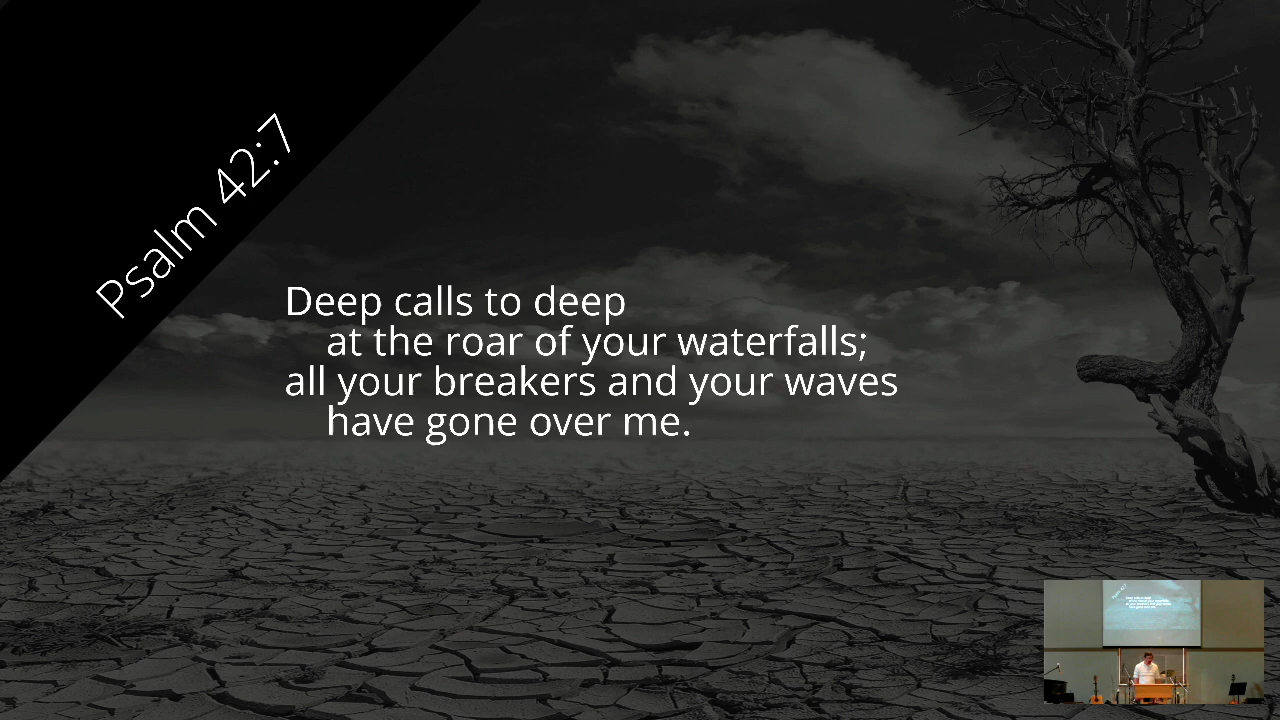 Psalm 42:7
Deep calls to deep
at the roar of your waterfalls;
all your breakers and your waves
have gone over me.